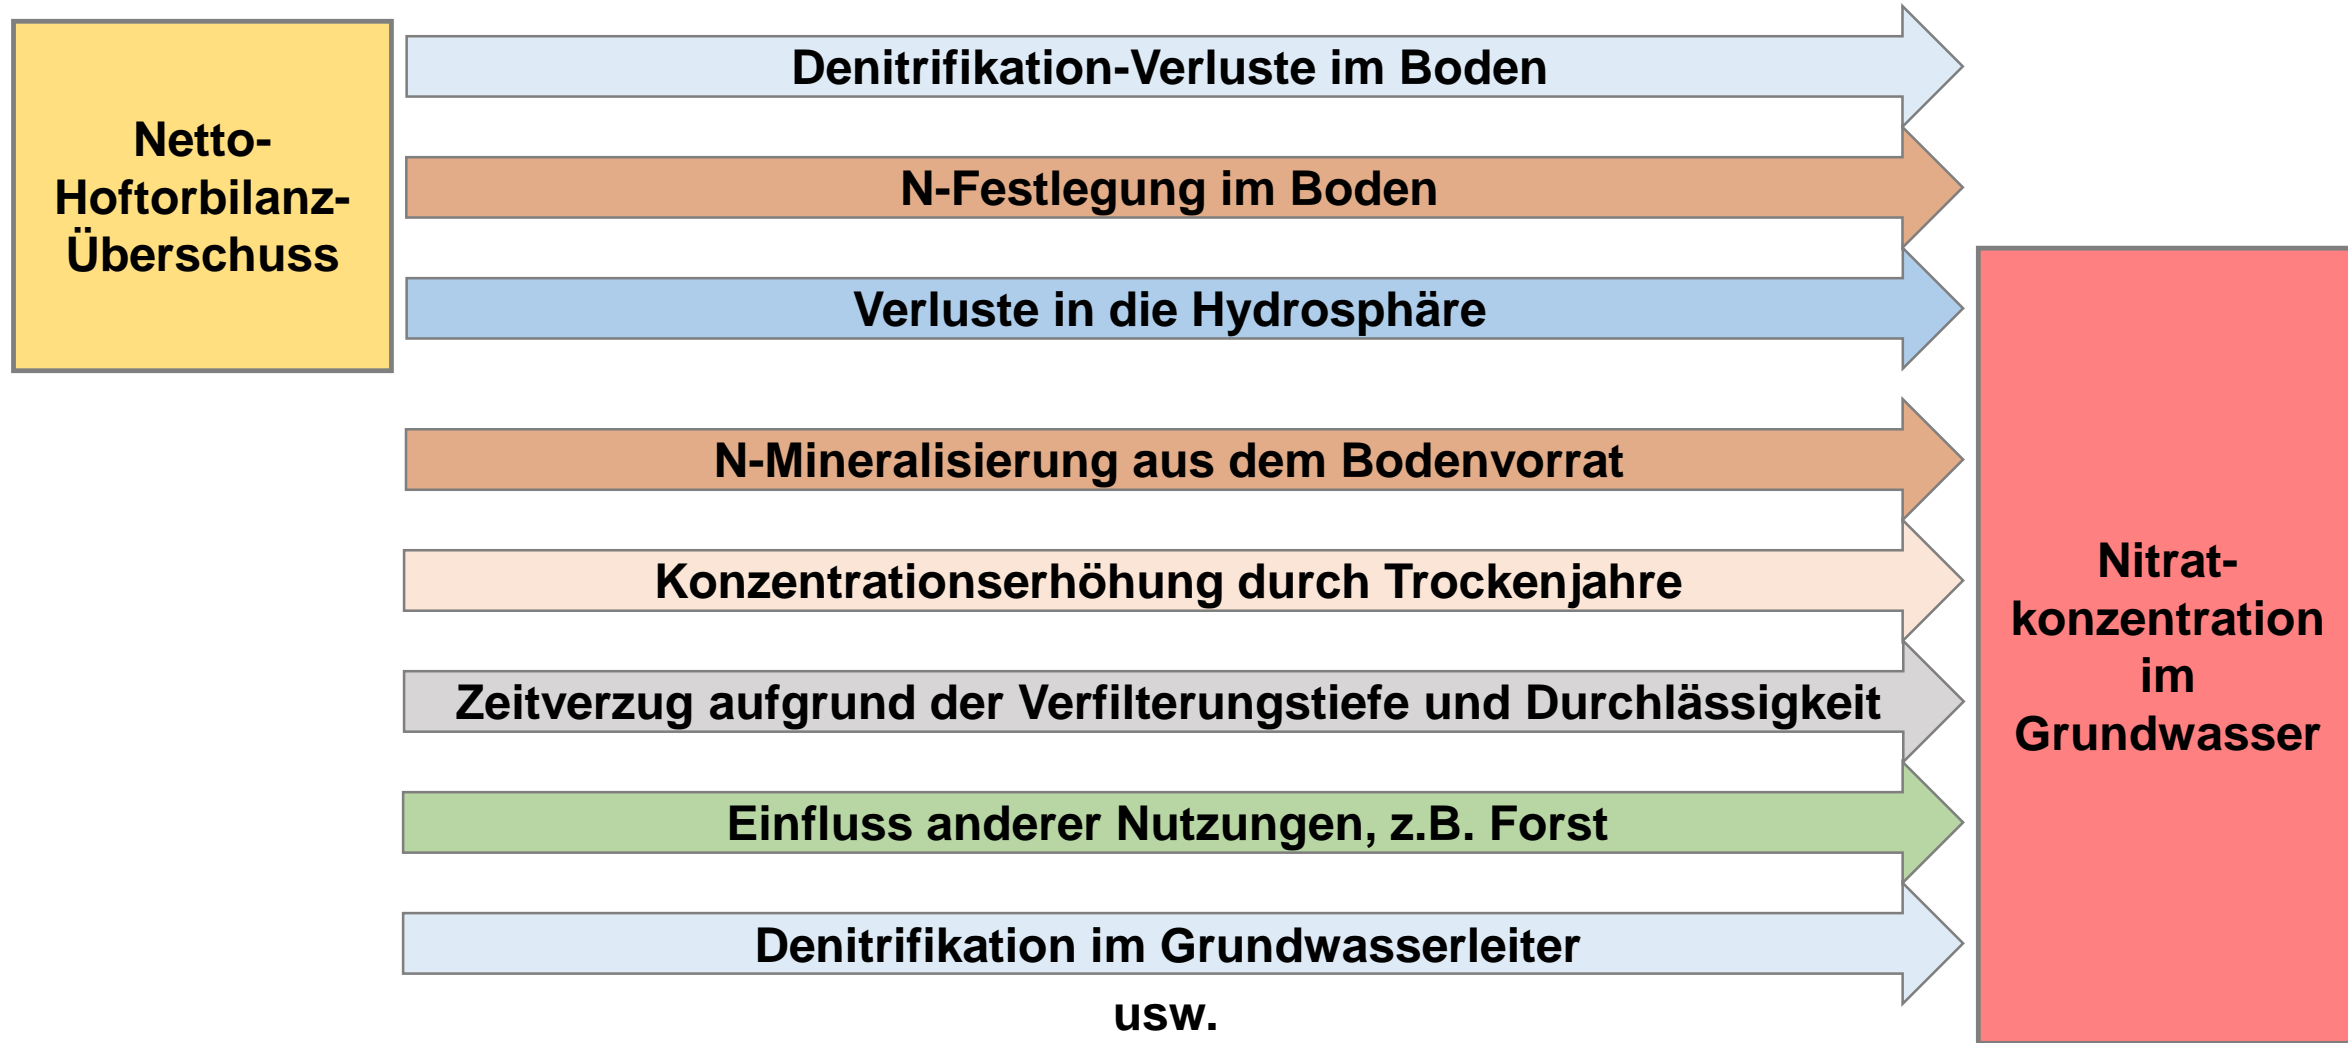 Netto-
Hoftorbilanz-
Überschuss
Denitrifikation-Verluste im Boden
N-Festlegung im Boden
Verluste in die Hydrosphäre
N-Mineralisierung aus dem Bodenvorrat
Konzentrationserhöhung durch Trockenjahre
Zeitverzug aufgrund der Verfilterungstiefe und Durchlässigkeit
Einfluss anderer Nutzungen, z.B. Forst
Denitrifikation im Grundwasserleiter
usw.
Nitrat-
konzentration
im
Grundwasser